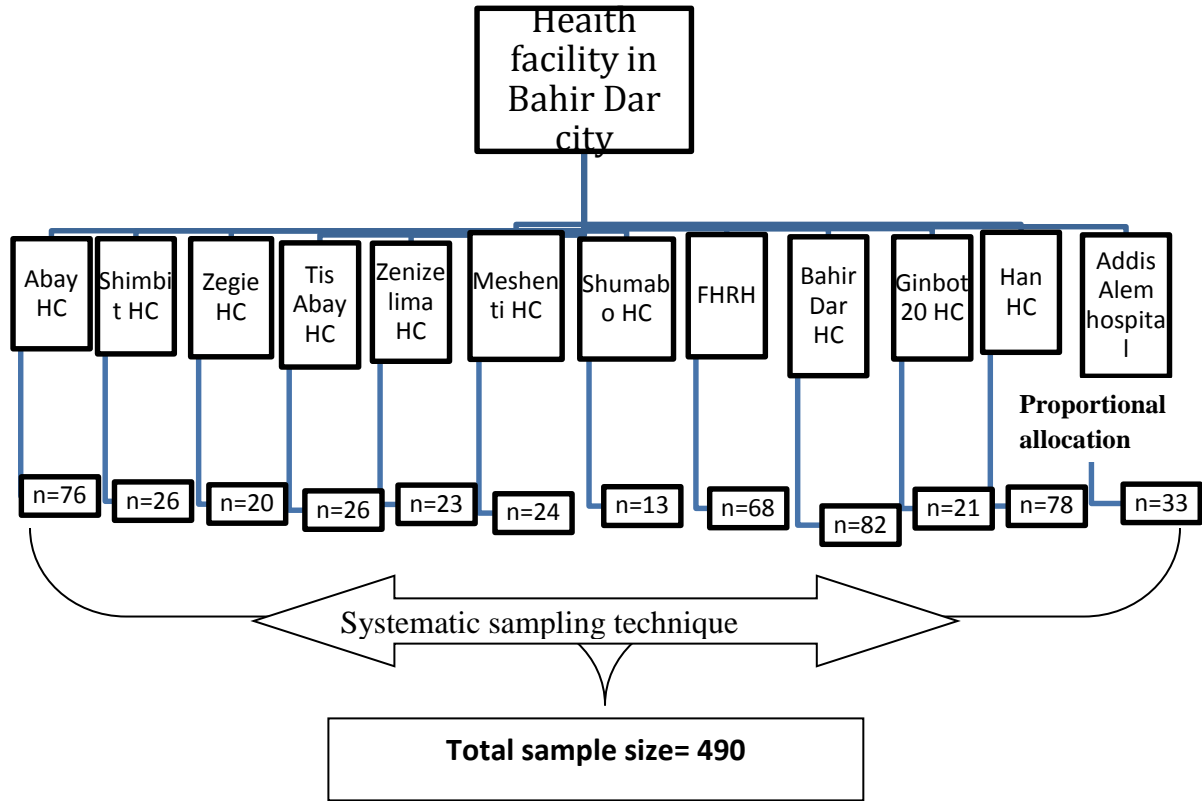 Health
facility in
Bahir Dar
city
Abay
HC
Shimbi
t HC
Zegie
HC
Tis
Abay
HC
Zenize
lima
HC
Meshen
ti HC
Shumab
o HC
FHRH
Bahir
Dar
HC
Ginbot
20 HC
Han
HC
Addis
Alem
hospita
l
Proportional
allocation
n=76
n=26
n=20
n=26
n=23
n=24
n=13
n=68
n=82
n=21
n=78
n=33
Systematic sampling technique
Total sample size= 490